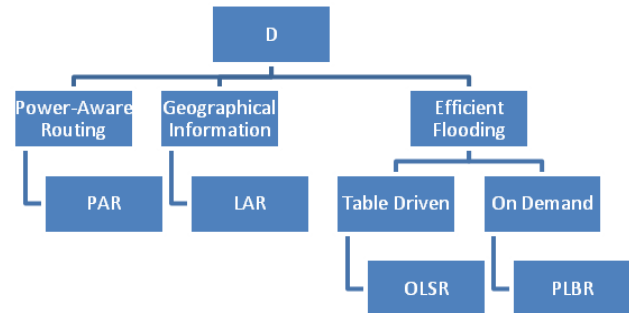 D
Power-Aware
Routing
Geographical
Information
Efficient
Flooding
PAR
LAR
Table Driven
On Demand
OLSR
PLBR